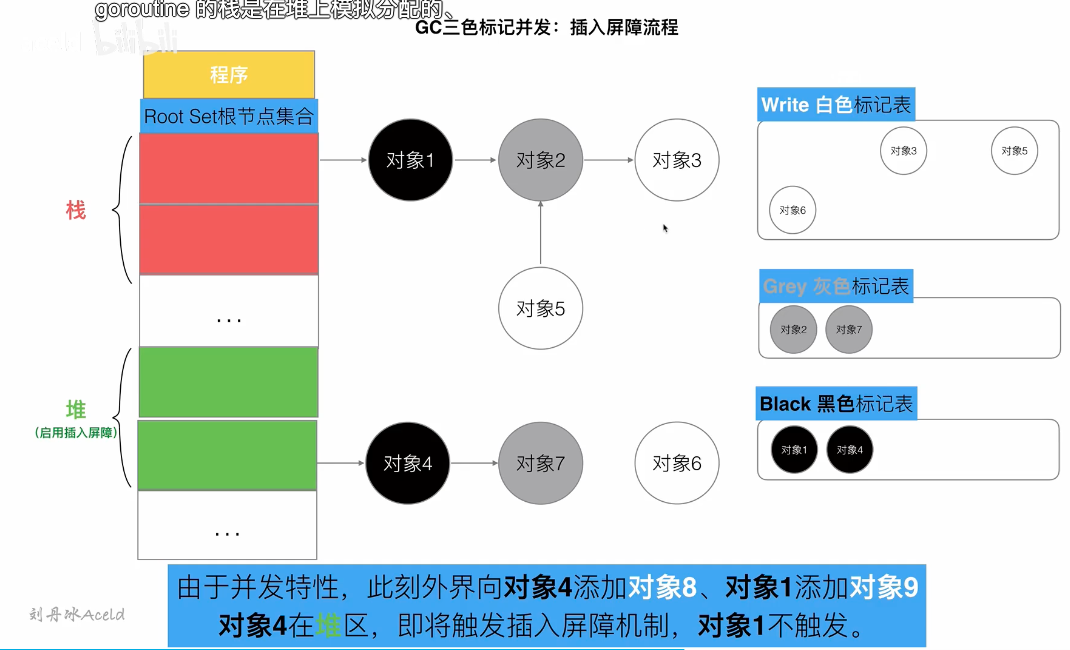 goroutine 的栈是在堆上模拟分配的、
GC三色标记并发：插入屏障流程
bilibili
程序
Root Set根节点集合
栈
...
堆
(启用插入屏障)
...
对象1
对象2
对象3
对象5
对象4
对象7
对象6
Write 白色标记表
对象3
对象5
对象6
Grey 灰色标记表
对象2
对象7
Black 黑色标记表
对象1
对象4
由于并发特性，此刻外界向对象4添加对象8、对象1添加对象9
对象4在堆区，即将触发插入屏障机制，对象1不触发。
刘丹冰Aceld